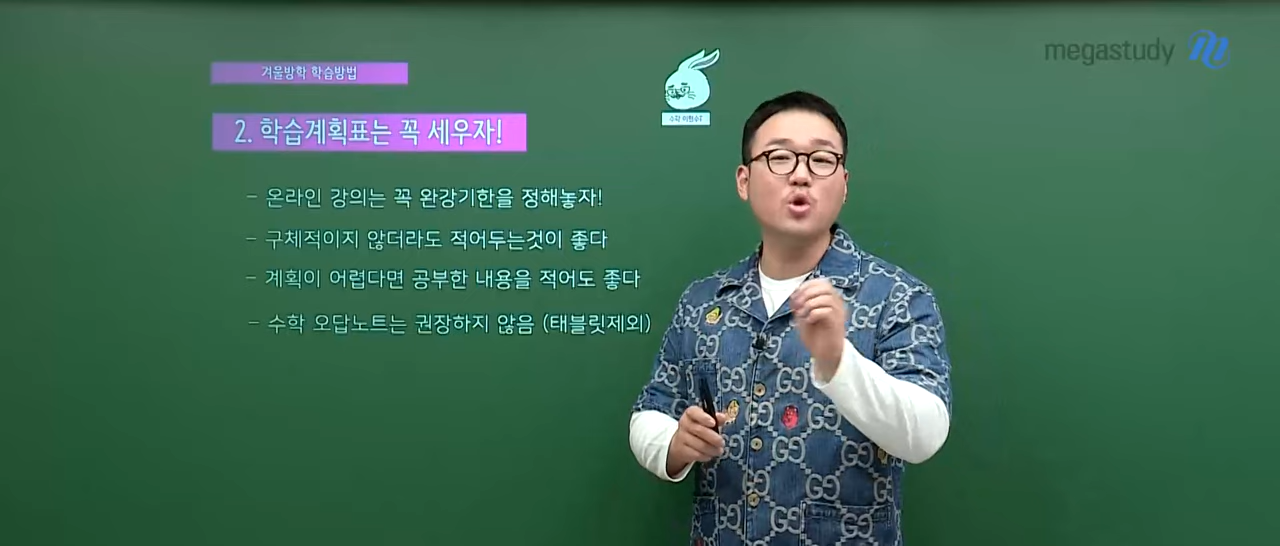 겨울방학 학습방법
megastudy
2. 학습계획표는 꼭 세우자!
- 온라인 강의는 꼭 완강기한을 정해놓자!
- 구체적이지 않더라도 적어두는것이 좋다
- 계획이 어렵다면 공부한 내용을 적어도 좋다
- 수학 오답노트는 권장하지 않음 (태블릿제외)